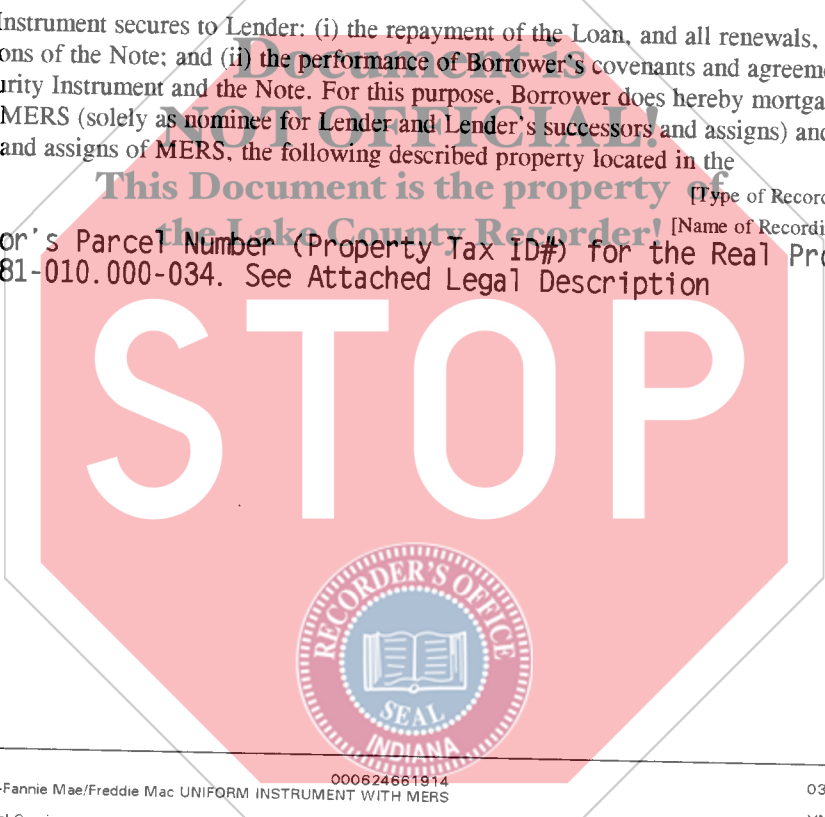 Instrument secures to Lender: (i) the repayment of the Loan, and all renewals,
ons of the Note; and (ii) the performance of Borrower's covenants and agreeme
urity Instrument and the Note. For this purpose, Borrower does hereby mortga
MERS (solely as nominee for Lender and Lender's successors and assigns) and
and assigns of MERS, the following described property located in the
Document is
NOT OFFICIAL!
This Document is the property of
the Lake County Recorder!
[Type of Record
[Name of Recordi
or's Parcel Number (Property Tax ID#) for the Real Pro
81-010.000-034. See Attached Legal Description
STOP
RECORDER'S OFFICE
SEAL
INDIANA
000624661914
-Fannie Mae/Freddie Mac UNIFORM INSTRUMENT WITH MERS
03